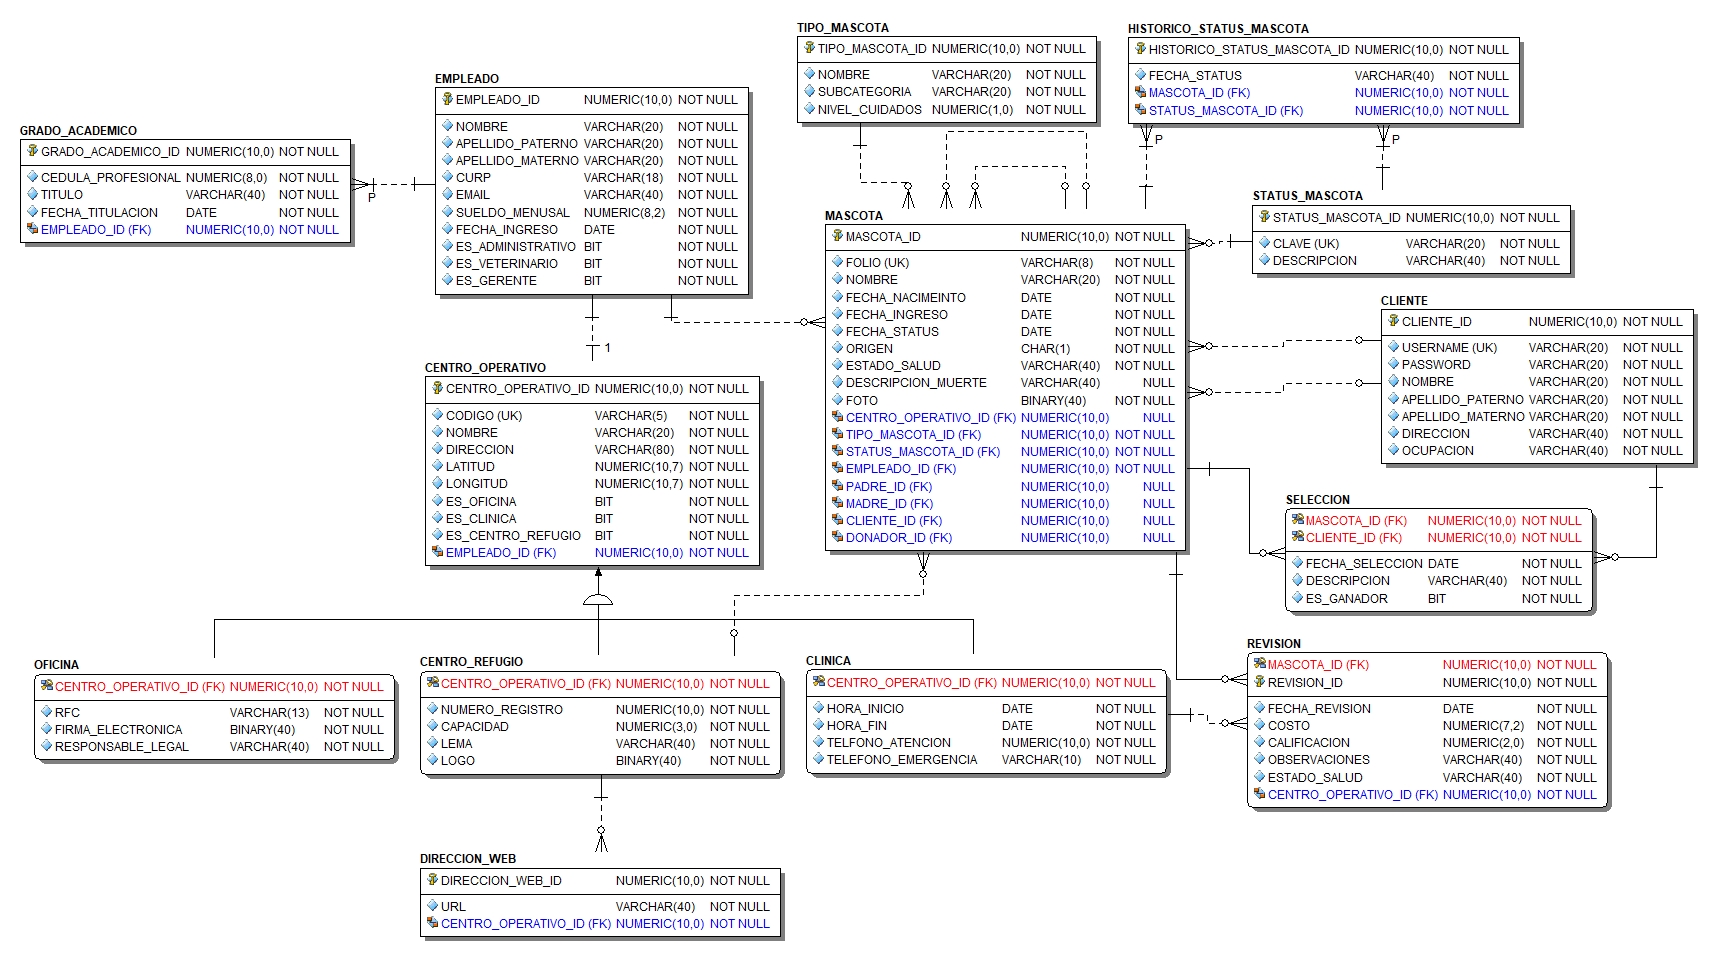 TIPO_MASCOTA
TIPO_MASCOTA_ID NUMERIC(10,0) NOT NULL
NOMBRE VARCHAR(20) NOT NULL
SUBCATEGORIA VARCHAR(20) NOT NULL
NIVEL_CUIDADOS NUMERIC(1,0) NOT NULL
HISTORICO_STATUS_MASCOTA
HISTORICO_STATUS_MASCOTA_ID NUMERIC(10,0) NOT NULL
FECHA_STATUS VARCHAR(40) NOT NULL
MASCOTA_ID (FK) NUMERIC(10,0) NOT NULL
STATUS_MASCOTA_ID (FK) NUMERIC(10,0) NOT NULL
P
P
EMPLEADO
EMPLEADO_ID NUMERIC(10,0) NOT NULL
NOMBRE VARCHAR(20) NOT NULL
APELLIDO_PATERNO VARCHAR(20) NOT NULL
APELLIDO_MATERNO VARCHAR(20) NOT NULL
CURP VARCHAR(18) NOT NULL
EMAIL VARCHAR(40) NOT NULL
SUELDO_MENUSAL NUMERIC(8,2) NOT NULL
FECHA_INGRESO DATE NOT NULL
ES_ADMINISTRATIVO BIT NOT NULL
ES_VETERINARIO BIT NOT NULL
ES_GERENTE BIT NOT NULL
GRADO_ACADEMICO
GRADO_ACADEMICO_ID NUMERIC(10,0) NOT NULL
CEDULA_PROFESIONAL NUMERIC(8,0) NOT NULL
TITULO VARCHAR(40) NOT NULL
FECHA_TITULACION DATE NOT NULL
EMPLEADO_ID (FK) NUMERIC(10,0) NOT NULL
P
STATUS_MASCOTA
STATUS_MASCOTA_ID NUMERIC(10,0) NOT NULL
CLAVE (UK) VARCHAR(20) NOT NULL
DESCRIPCION VARCHAR(40) NOT NULL
MASCOTA
MASCOTA_ID NUMERIC(10,0) NOT NULL
FOLIO (UK) VARCHAR(8) NOT NULL
NOMBRE VARCHAR(20) NOT NULL
FECHA_NACIMEINTO DATE NOT NULL
FECHA_INGRESO DATE NOT NULL
FECHA_STATUS DATE NOT NULL
ORIGEN CHAR(1) NOT NULL
ESTADO_SALUD VARCHAR(40) NOT NULL
DESCRIPCION_MUERTE VARCHAR(40) NULL
FOTO BINARY(40) NOT NULL
CENTRO_OPERATIVO_ID (FK) NUMERIC(10,0) NULL
TIPO_MASCOTA_ID (FK) NUMERIC(10,0) NOT NULL
STATUS_MASCOTA_ID (FK) NUMERIC(10,0) NOT NULL
EMPLEADO_ID (FK) NUMERIC(10,0) NOT NULL
PADRE_ID (FK) NUMERIC(10,0) NULL
MADRE_ID (FK) NUMERIC(10,0) NULL
CLIENTE_ID (FK) NUMERIC(10,0) NULL
DONADOR_ID (FK) NUMERIC(10,0) NULL
CLIENTE
CLIENTE_ID NUMERIC(10,0) NOT NULL
USERNAME (UK) VARCHAR(20) NOT NULL
PASSWORD VARCHAR(20) NOT NULL
NOMBRE VARCHAR(20) NOT NULL
APELLIDO_PATERNO VARCHAR(20) NOT NULL
APELLIDO_MATERNO VARCHAR(20) NOT NULL
DIRECCION VARCHAR(40) NOT NULL
OCUPACION VARCHAR(40) NOT NULL
1
CENTRO_OPERATIVO
CENTRO_OPERATIVO_ID NUMERIC(10,0) NOT NULL
CODIGO (UK) VARCHAR(5) NOT NULL
NOMBRE VARCHAR(20) NOT NULL
DIRECCION VARCHAR(80) NOT NULL
LATITUD NUMERIC(10,7) NOT NULL
LONGITUD NUMERIC(10,7) NOT NULL
ES_OFICINA BIT NOT NULL
ES_CLINICA BIT NOT NULL
ES_CENTRO_REFUGIO BIT NOT NULL
EMPLEADO_ID (FK) NUMERIC(10,0) NOT NULL
SELECCION
MASCOTA_ID (FK) NUMERIC(10,0) NOT NULL
CLIENTE_ID (FK) NUMERIC(10,0) NOT NULL
FECHA_SELECCION DATE NOT NULL
DESCRIPCION VARCHAR(40) NOT NULL
ES_GANADOR BIT NOT NULL
OFICINA
CENTRO_OPERATIVO_ID (FK) NUMERIC(10,0) NOT NULL
RFC VARCHAR(13) NOT NULL
FIRMA_ELECTRONICA BINARY(40) NOT NULL
RESPONSABLE_LEGAL VARCHAR(40) NOT NULL
CENTRO_REFUGIO
CENTRO_OPERATIVO_ID (FK) NUMERIC(10,0) NOT NULL
NUMERO_REGISTRO NUMERIC(10,0) NOT NULL
CAPACIDAD NUMERIC(3,0) NOT NULL
LEMA VARCHAR(40) NOT NULL
LOGO BINARY(40) NOT NULL
CLINICA
CENTRO_OPERATIVO_ID (FK) NUMERIC(10,0) NOT NULL
HORA_INICIO DATE NOT NULL
HORA_FIN DATE NOT NULL
TELFONO_ATENCION NUMERIC(10,0) NOT NULL
TELEFONO_EMERGENCIA VARCHAR(10) NOT NULL
REVISION
MASCOTA_ID (FK) NUMERIC(10,0) NOT NULL
REVISION_ID NUMERIC(10,0) NOT NULL
FECHA_REVISION DATE NOT NULL
COSTO NUMERIC(7,2) NOT NULL
CALIFICACION NUMERIC(2,0) NOT NULL
OBSERVACIONES VARCHAR(40) NOT NULL
ESTADO_SALUD VARCHAR(40) NOT NULL
CENTRO_OPERATIVO_ID (FK) NUMERIC(10,0) NOT NULL
DIRECCION_WEB
DIRECCION_WEB_ID NUMERIC(10,0) NOT NULL
URL VARCHAR(40) NOT NULL
CENTRO_OPERATIVO_ID (FK) NUMERIC(10,0) NOT NULL